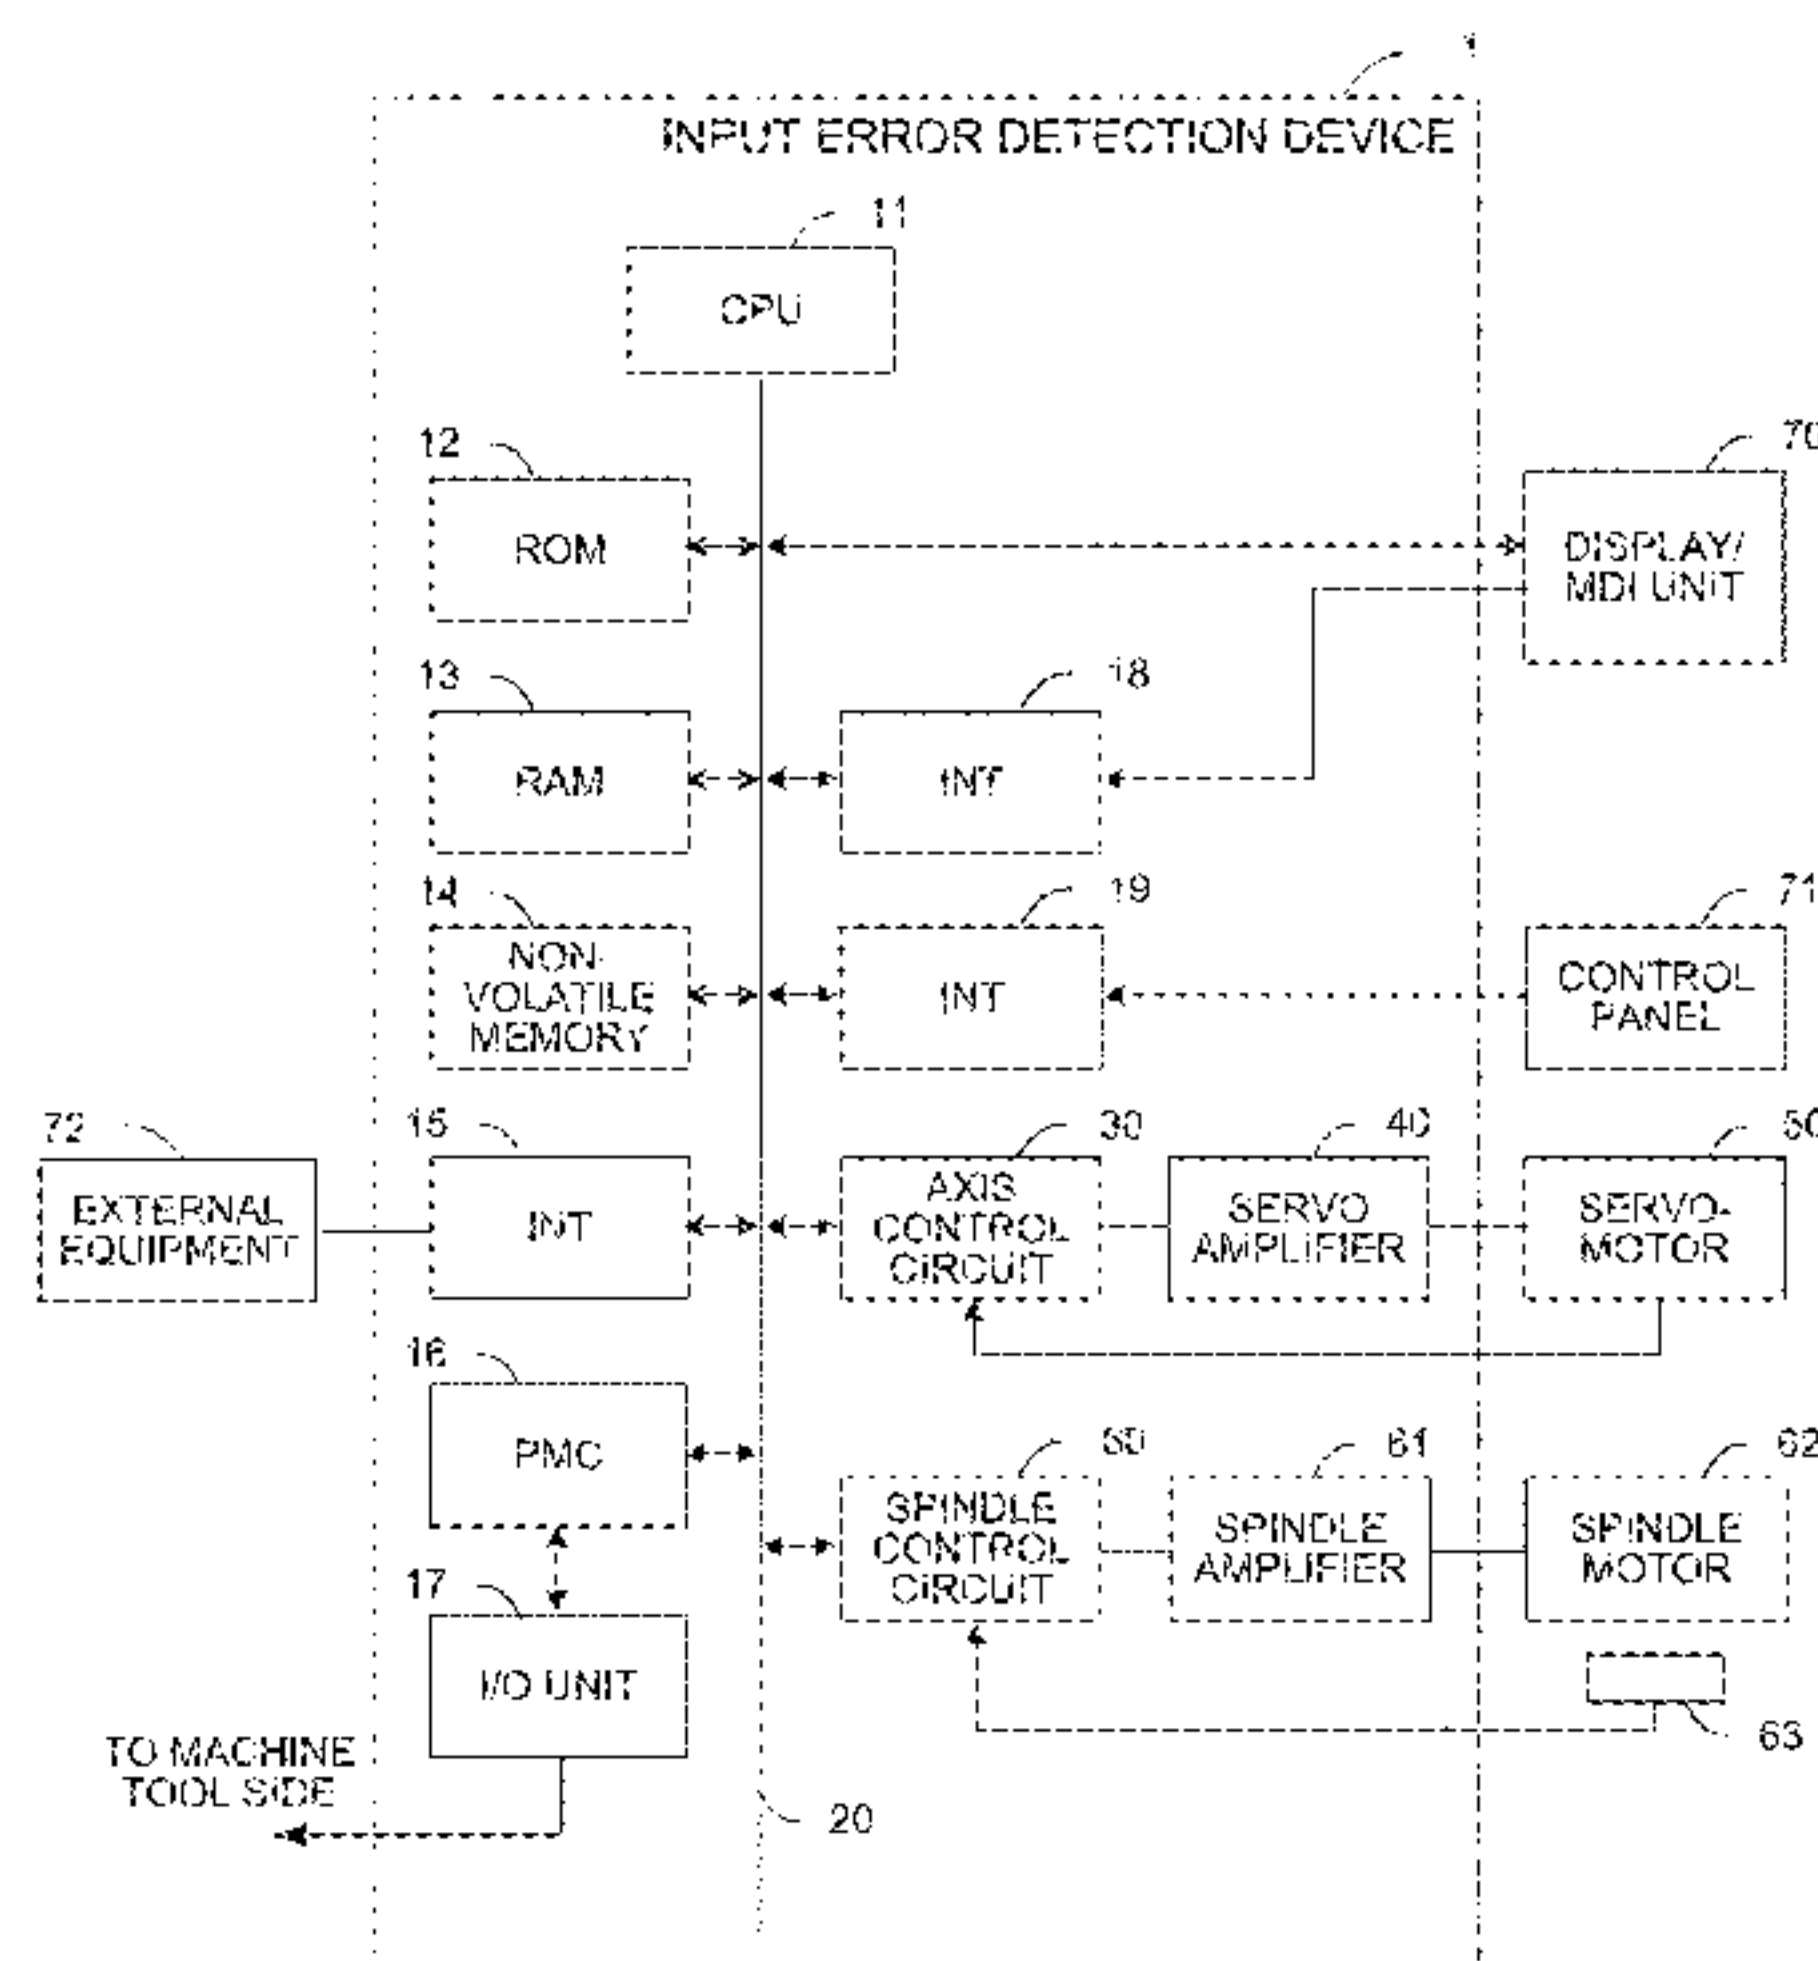 1
INPUT ERROR DETECTION DEVICE
11
CPU
12
ROM
70
DISPLAY/
MDI UNIT
13
RAM
18
INT
14
NON-
VOLATILE
MEMORY
19
INT
71
CONTROL
PANEL
72
EXTERNAL
EQUIPMENT
15
INT
30
AXIS
CONTROL
CIRCUIT
40
SERVO
AMPLIFIER
50
SERVO-
MOTOR
16
PMC
60
SPINDLE
CONTROL
CIRCUIT
61
SPINDLE
AMPLIFIER
62
SPINDLE
MOTOR
17
I/O UNIT
63
TO MACHINE
TOOL SIDE
20